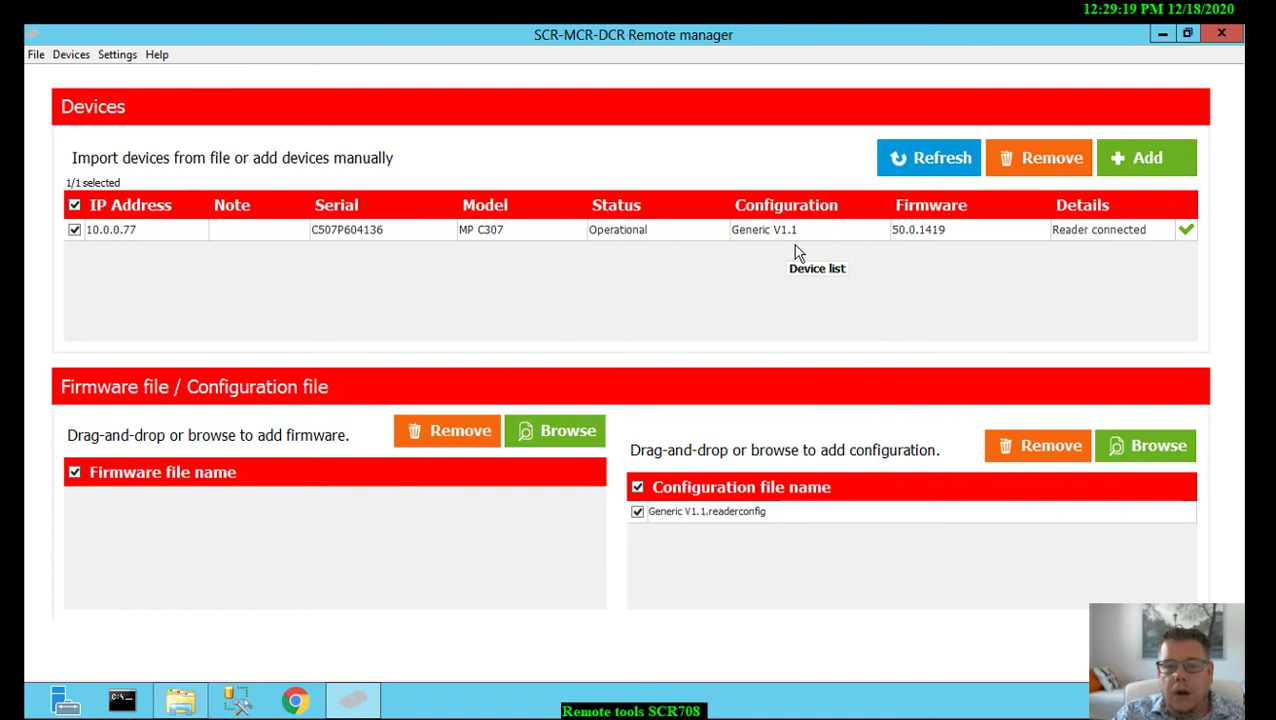 12:29:19 PM 12/18/2020
SCR-MCR-DCR Remote manager
File Devices Settings Help
Devices
Import devices from file or add devices manually
Refresh Remove Add
1/1 selected
IP Address Note Serial Model Status Configuration Firmware Details
10.0.0.77 C507P604136 MP C307 Operational Generic V1.1 50.0.1419 Reader connected
Device list
Firmware file / Configuration file
Drag-and-drop or browse to add firmware. Remove Browse
Drag-and-drop or browse to add configuration. Remove Browse
Firmware file name
Configuration file name
Generic V1.1.readerconfig
Remote tools SCR708